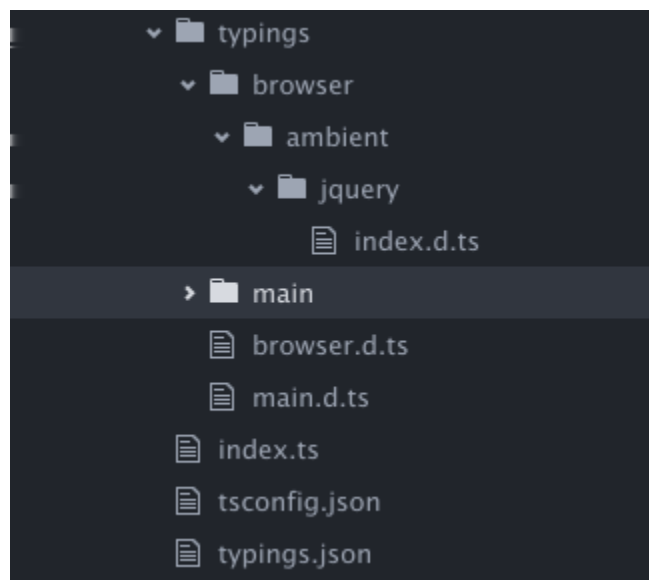 typings
browser
ambient
jquery
index.d.ts
main
browser.d.ts
main.d.ts
index.ts
tsconfig.json
typings.json